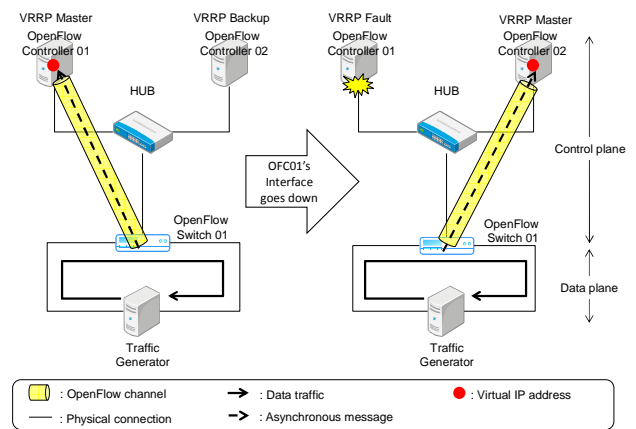 VRRP Master
OpenFlow
Controller 01
VRRP Backup
OpenFlow
Controller 02
HUB
OpenFlow
Switch 01
Traffic
Generator
OFC01's
Interface
goes down
VRRP Fault
OpenFlow
Controller 01
VRRP Master
OpenFlow
Controller 02
HUB
OpenFlow
Switch 01
Traffic
Generator
Control plane
Data plane
: OpenFlow channel
: Data traffic
: Virtual IP address
: Physical connection
: Asynchronous message